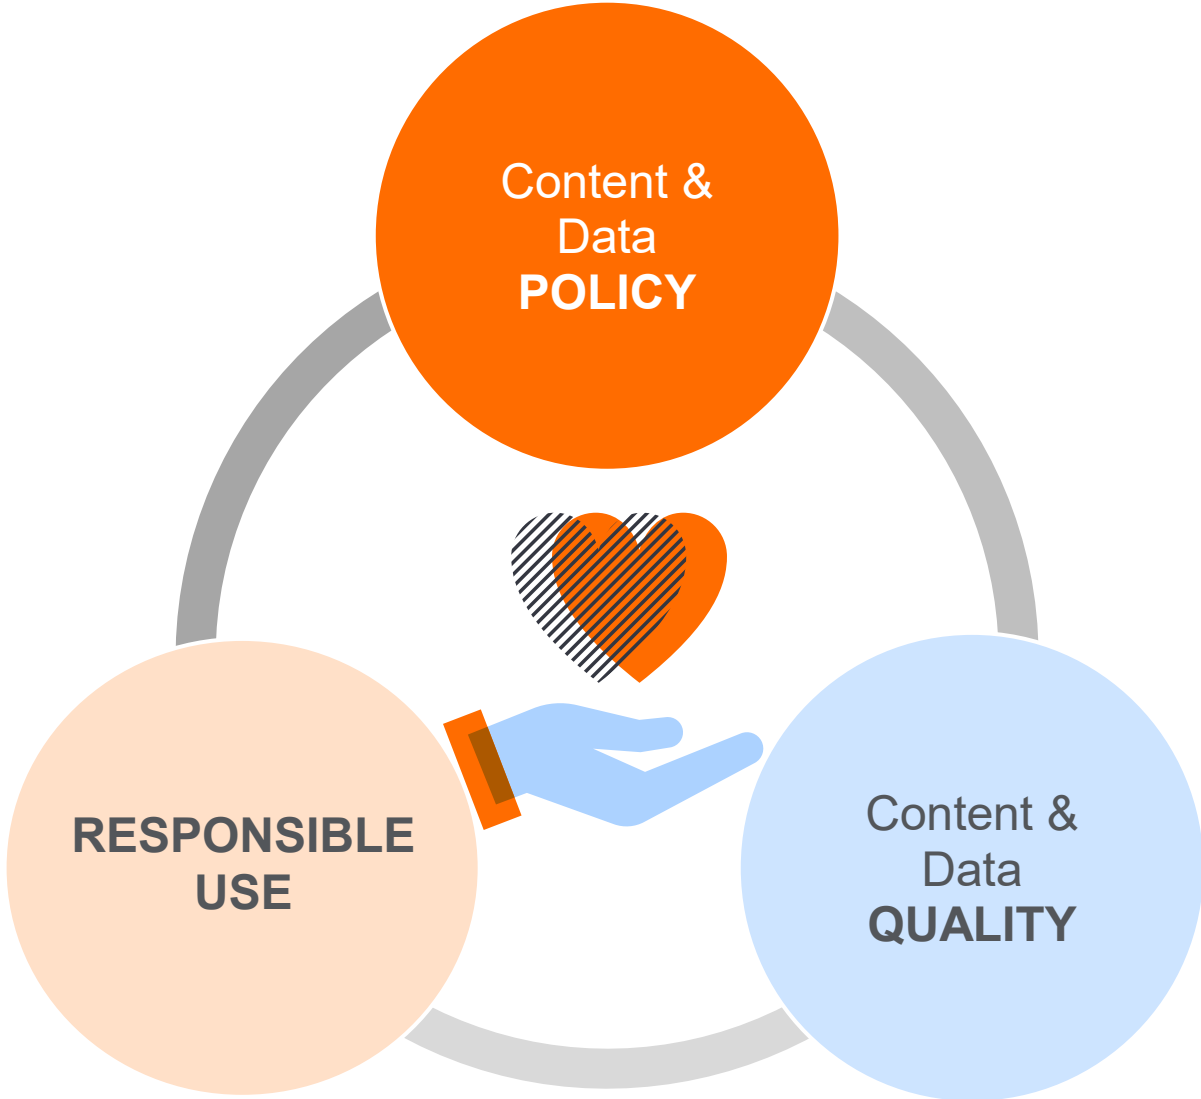 Content &
Data
POLICY
RESPONSIBLE
USE
Content &
Data
QUALITY